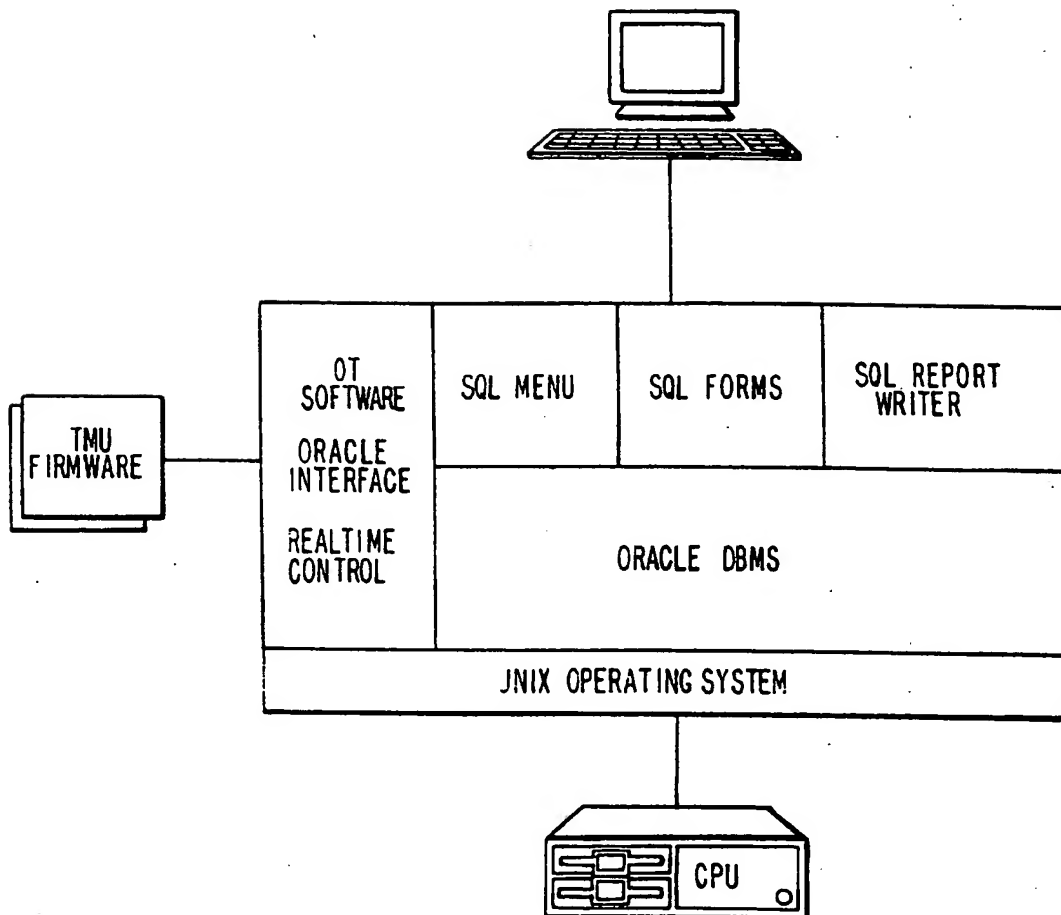 OT
SOFTWARE
ORACLE
INTERFACE
REALTIME
CONTROL
SQL MENU
SQL FORMS
SQL REPORT
WRITER
TMU
FIRMWARE
ORACLE DBMS
JNIX OPERATING SYSTEM
CPU